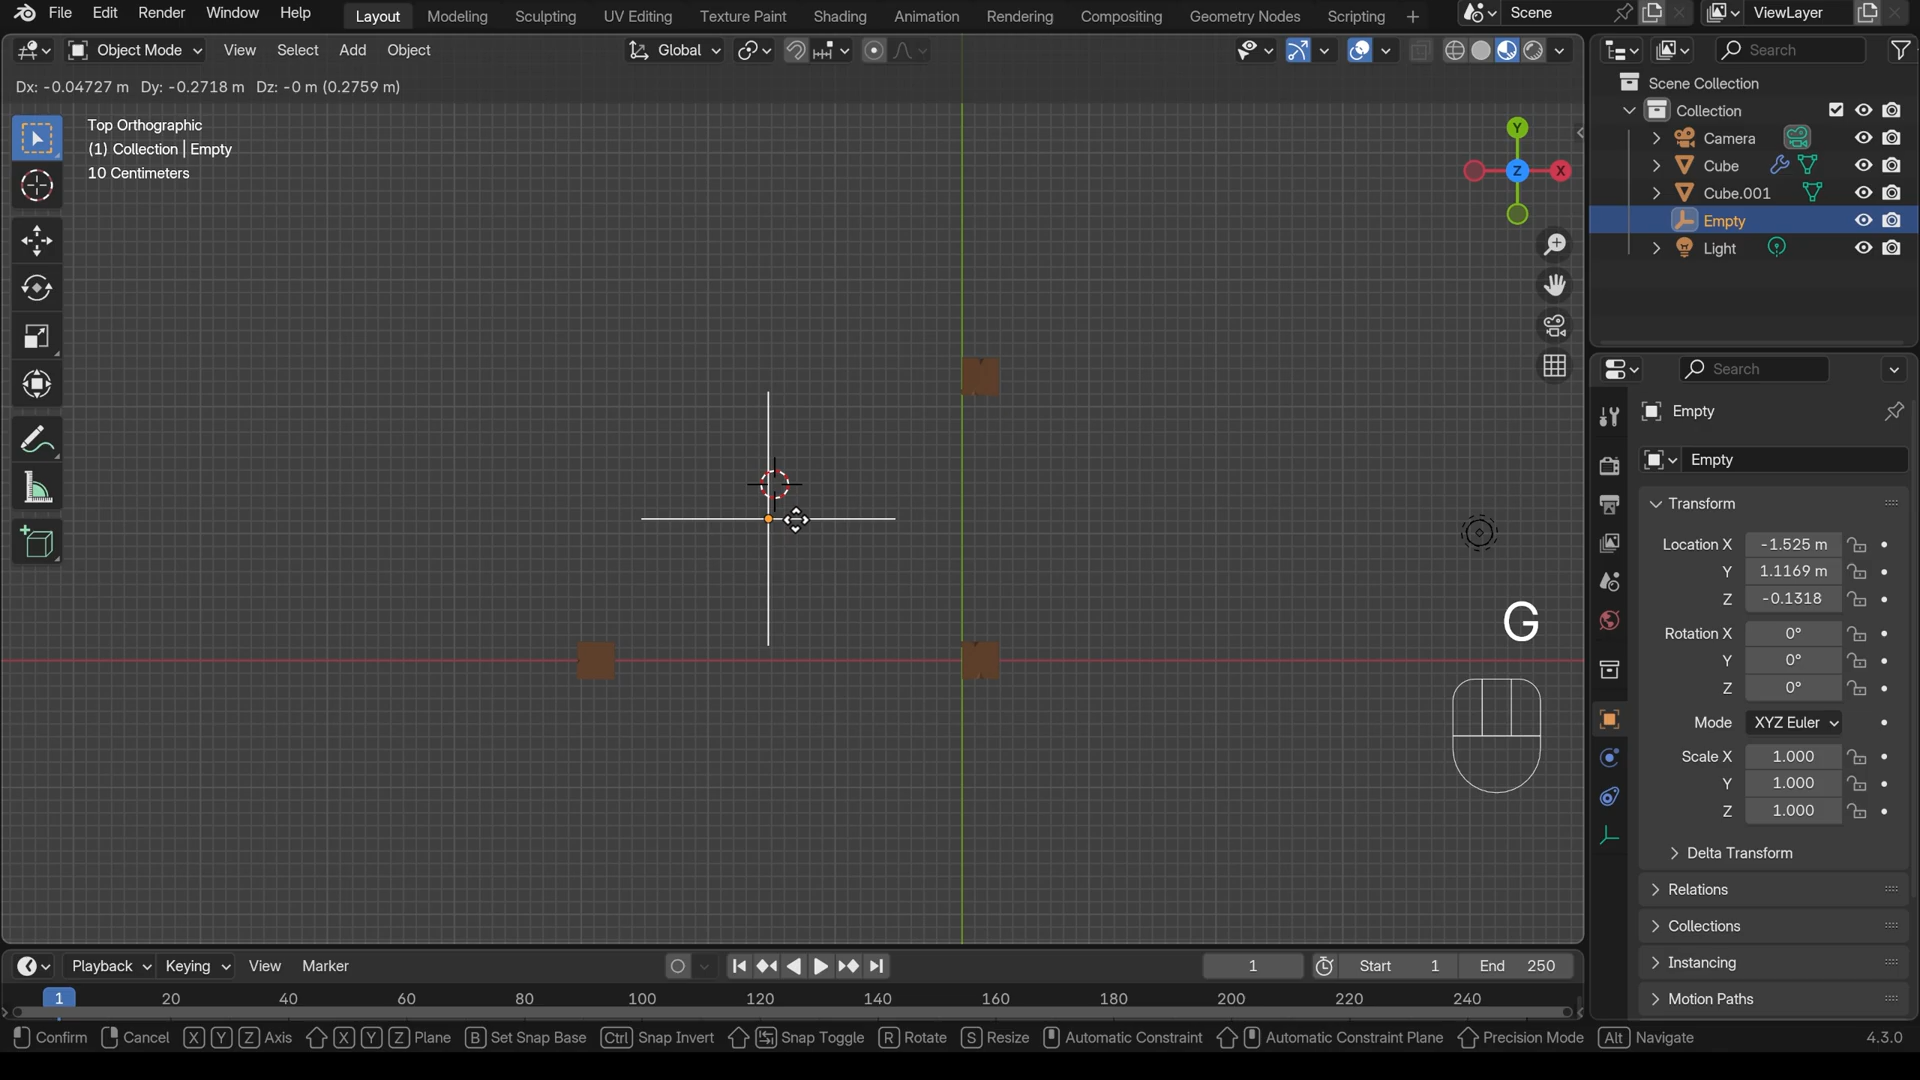 File Edit Render Window Help Layout Modeling Sculpting UV Editing Texture Paint Shading Animation Rendering Compositing Geometry Nodes Scripting + Scene ViewLayer
Object Mode View Select Add Object Global Search
Dx: -0.04727 m Dy: -0.2718 m Dz: -0 m (0.2759 m)
Top Orthographic
(1) Collection | Empty
10 Centimeters
Y
Z X
Scene Collection
Collection
Camera
Cube
Cube.001
Empty
Light
Search
Empty
Empty
Transform
Location X -1.525 m
Y 1.1169 m
Z -0.1318
Rotation X 0°
Y 0°
Z 0°
Mode XYZ Euler
Scale X 1.000
Y 1.000
Z 1.000
Delta Transform
Relations
Collections
Instancing
Motion Paths
G
Playback Keying View Marker 1 Start 1 End 250
1 20 40 60 80 100 120 140 160 180 200 220 240
Confirm Cancel X Y Z Axis X Y Z Plane B Set Snap Base Ctrl Snap Invert Snap Toggle R Rotate S Resize Automatic Constraint Automatic Constraint Plane Precision Mode Alt Navigate 4.3.0